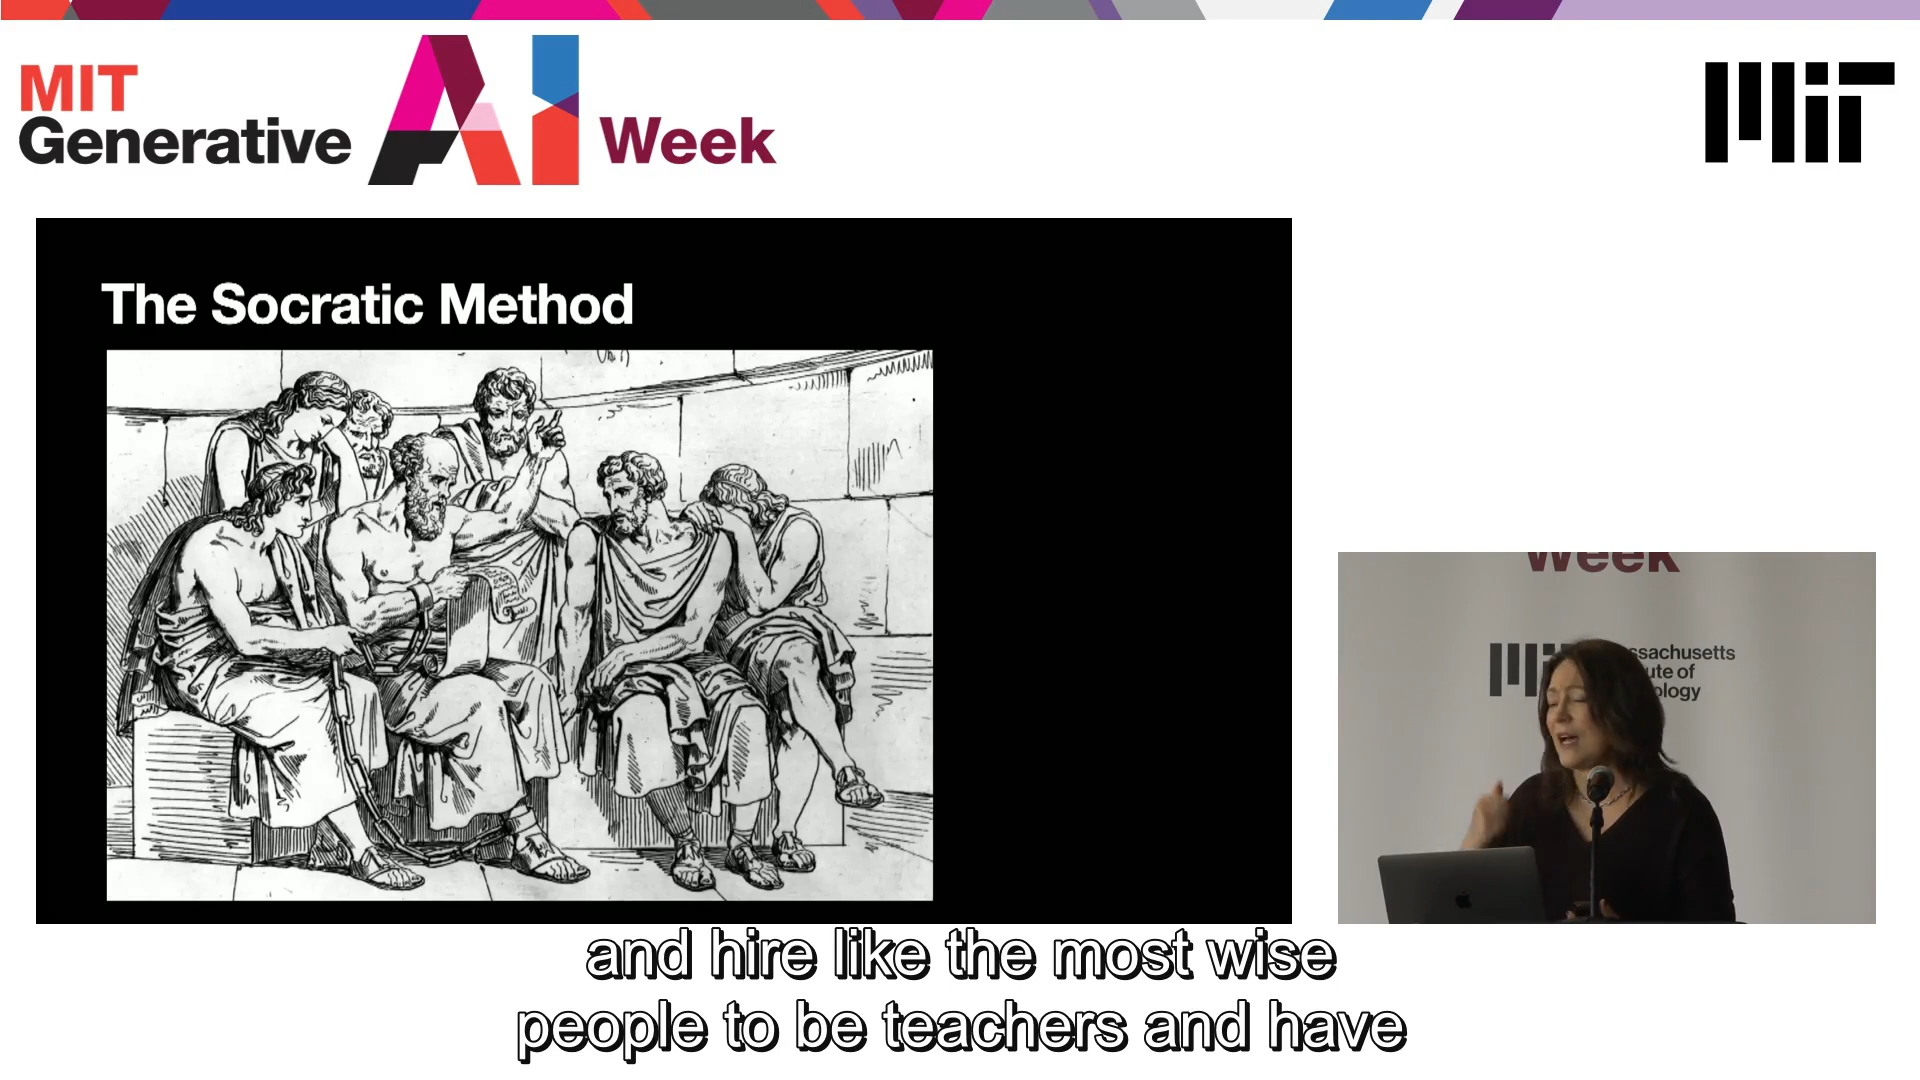 MIT
Generative AI Week
MIT
The Socratic Method
Week
ssachusetts
ute of
ology
and hire like the most wise
people to be teachers and have